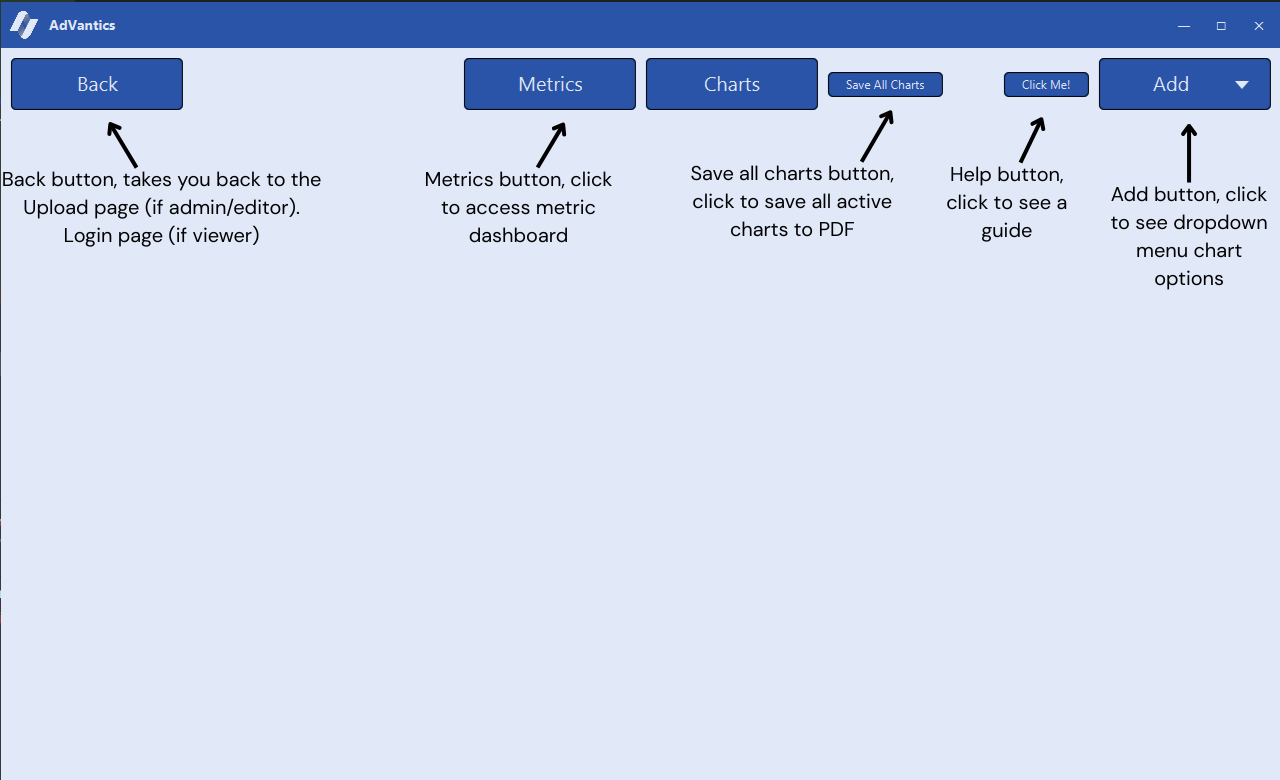 AdVantics
Back
Metrics
Charts
Save All Charts
Click Me!
Add
Back button, takes you back to the
Upload page (if admin/editor).
Login page (if viewer)
Metrics button, click
to access metric
dashboard
Save all charts button,
click to save all active
charts to PDF
Help button,
click to see a
guide
Add button, click
to see dropdown
menu chart
options